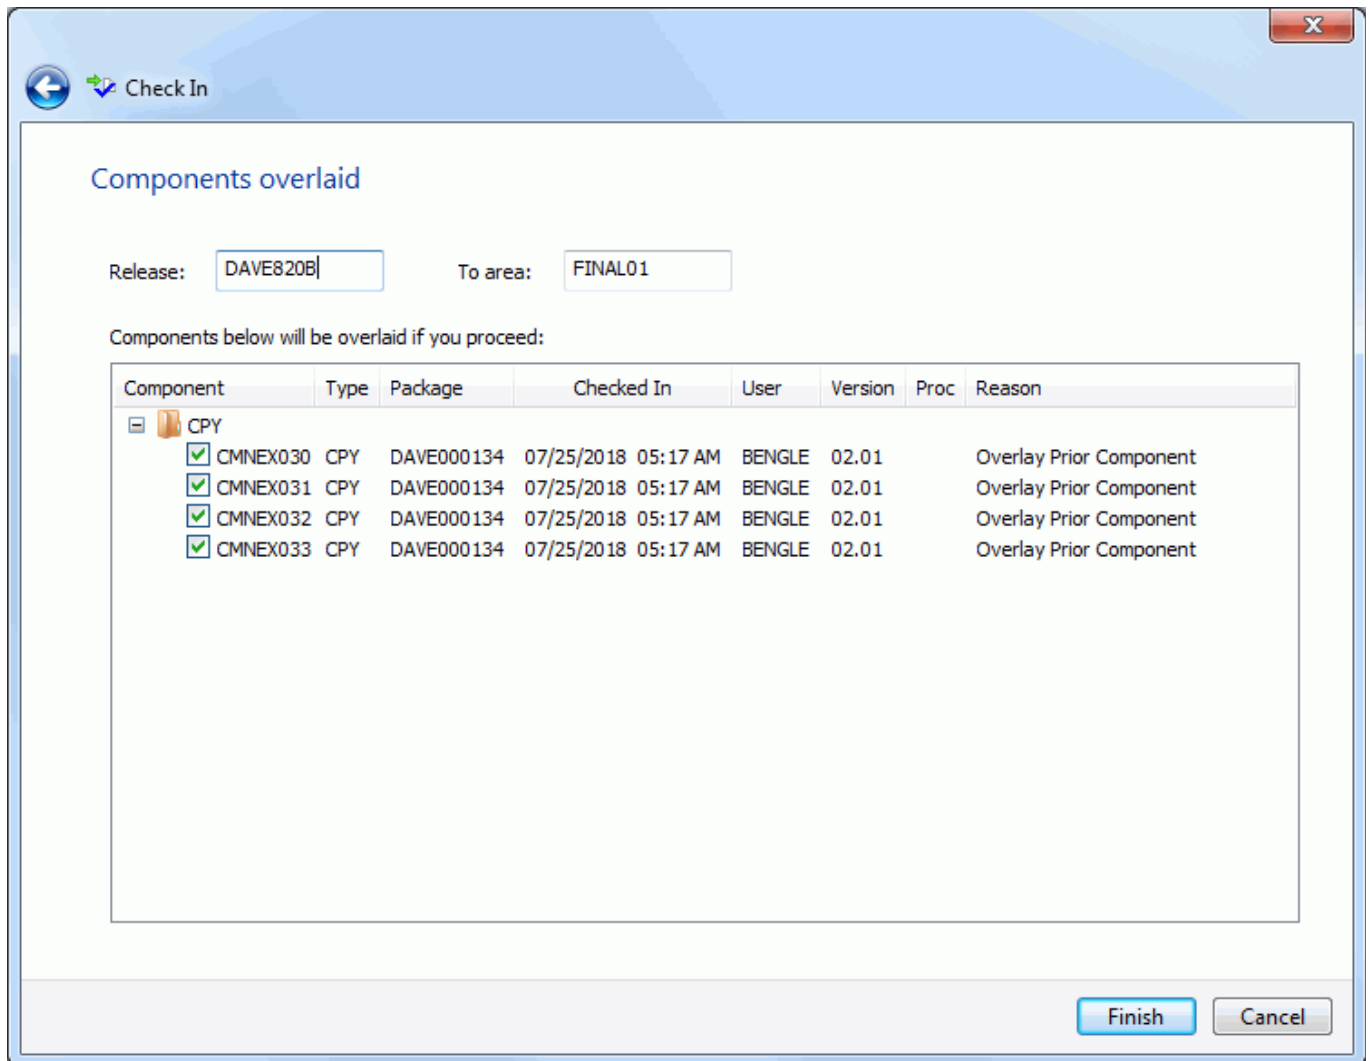 Check In
Components overlaid
Release: DAVE820B To area: FINAL01
Components below will be overlaid if you proceed:
Component Type Package Checked In User Version Proc Reason
CPY
CMNEX030 CPY DAVE000134 07/25/2018 05:17 AM BENGLE 02.01 Overlay Prior Component
CMNEX031 CPY DAVE000134 07/25/2018 05:17 AM BENGLE 02.01 Overlay Prior Component
CMNEX032 CPY DAVE000134 07/25/2018 05:17 AM BENGLE 02.01 Overlay Prior Component
CMNEX033 CPY DAVE000134 07/25/2018 05:17 AM BENGLE 02.01 Overlay Prior Component
Finish Cancel